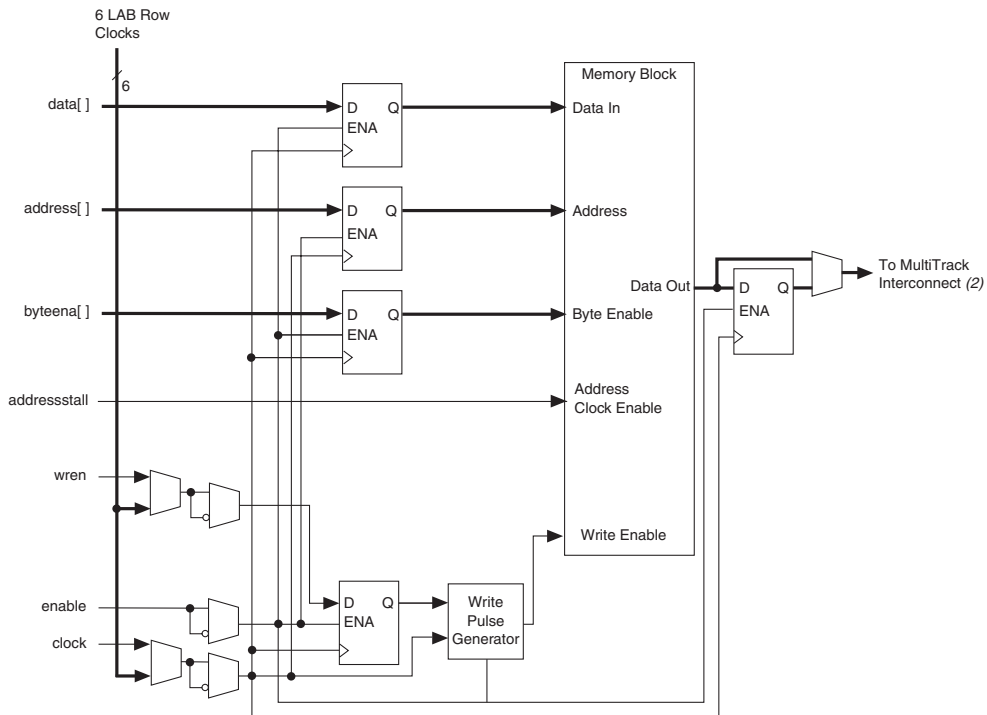 6 LAB Row
Clocks
6
data[ ]
D Q
ENA
address[ ]
D Q
ENA
byteena[ ]
D Q
ENA
addressstall
wren
enable
clock
D Q
ENA
Write
Pulse
Generator
Memory Block
Data In
Address
Data Out
Byte Enable
Address
Clock Enable
Write Enable
D Q
ENA
To MultiTrack
Interconnect (2)